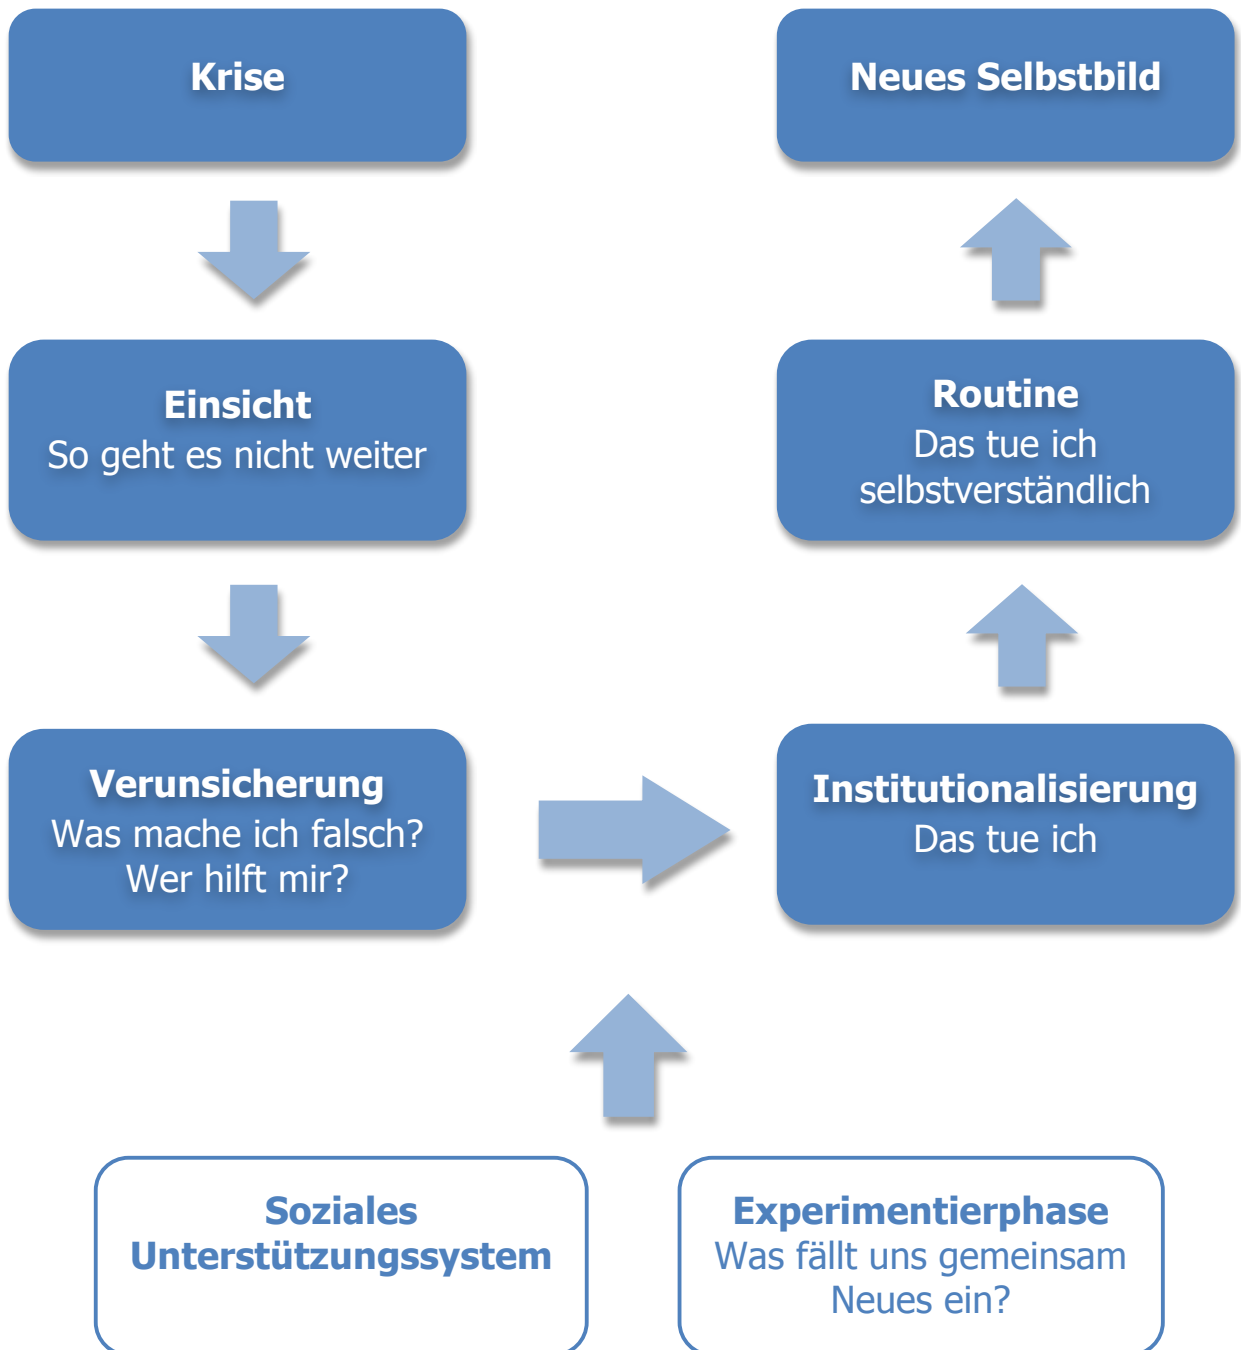 Krise
Einsicht
So geht es nicht weiter
Verunsicherung
Was mache ich falsch?
Wer hilft mir?
Institutionalisierung
Das tue ich
Routine
Das tue ich
selbstverständlich
Neues Selbstbild
Soziales
Unterstützungssystem
Experimentierphase
Was fällt uns gemeinsam
Neues ein?